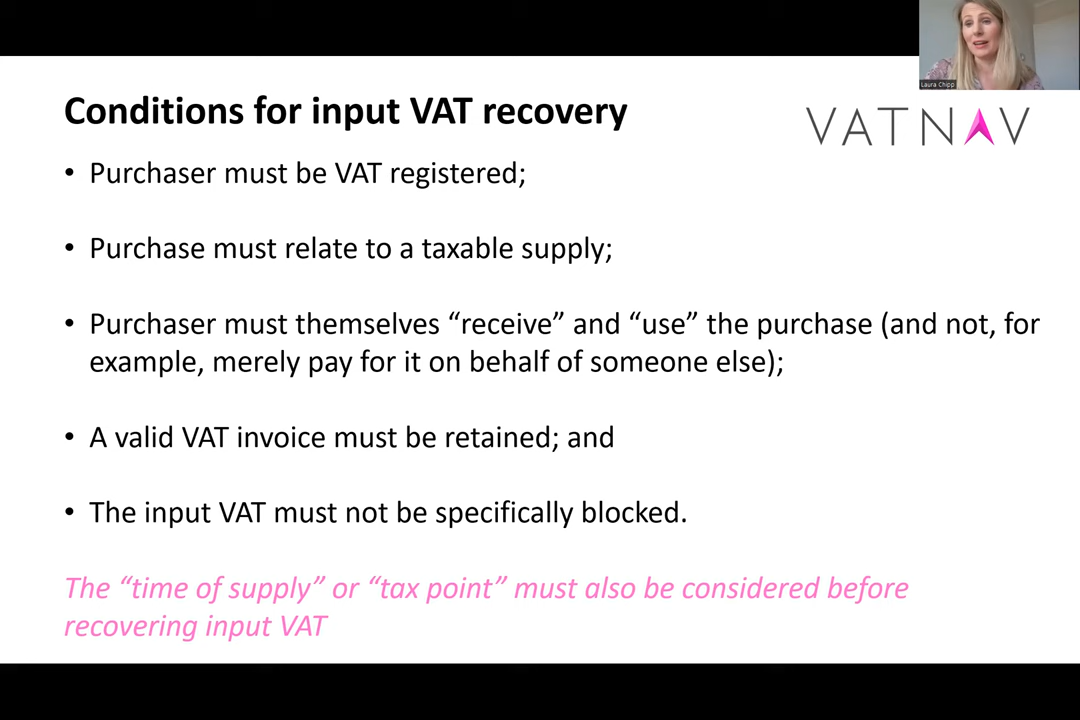 Laura Chipp
Conditions for input VAT recovery
VATNAV
• Purchaser must be VAT registered;
• Purchase must relate to a taxable supply;
• Purchaser must themselves “receive” and “use” the purchase (and not, for
example, merely pay for it on behalf of someone else);
• A valid VAT invoice must be retained; and
• The input VAT must not be specifically blocked.
The “time of supply” or “tax point” must also be considered before
recovering input VAT